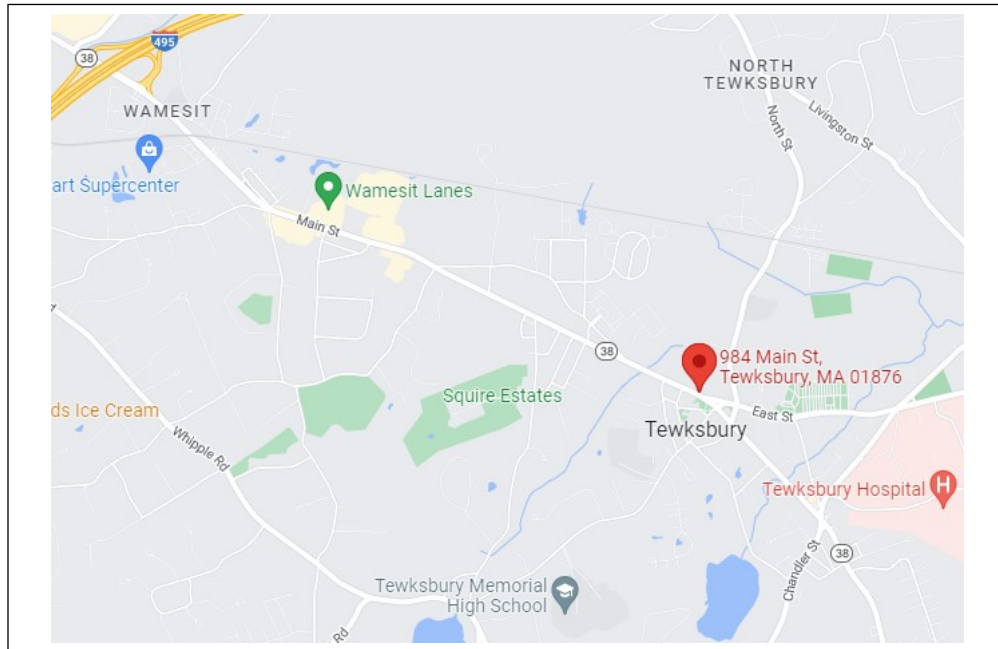 495
38
WAMESIT
NORTH
TEWKSBURY
Livingston St
North St
art Supercenter
Wamesit Lanes
Main St
38
984 Main St,
Tewksbury, MA 01876
Squire Estates
ds Ice Cream
Tewksbury
East St
Whipple Rd
Tewksbury Hospital
H
38
Chandler St
Tewksbury Memorial
High School
Rd